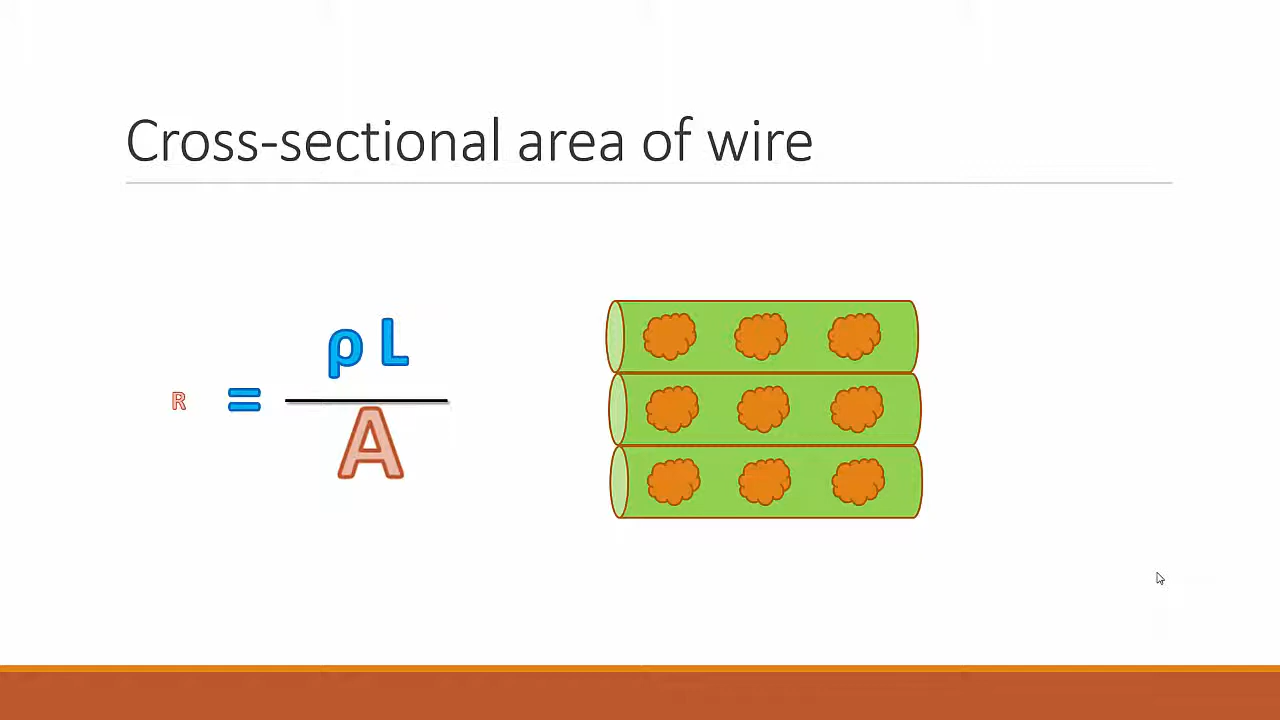 Cross-sectional area of wire
ρ L
R =
A